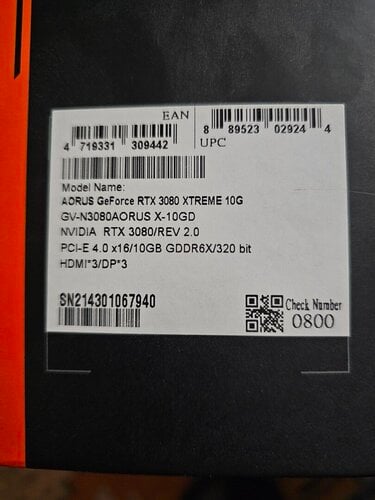 EAN
4 719331 309442
8 89523 02924 4
UPC
Model Name:
AORUS GeForce RTX 3080 XTREME 10G
GV-N3080AORUS X-10GD
NVIDIA RTX 3080/REV 2.0
PCI-E 4.0 x16/10GB GDDR6X/320 bit
HDMI*3/DP*3
SN214301067940
Check Number
0800